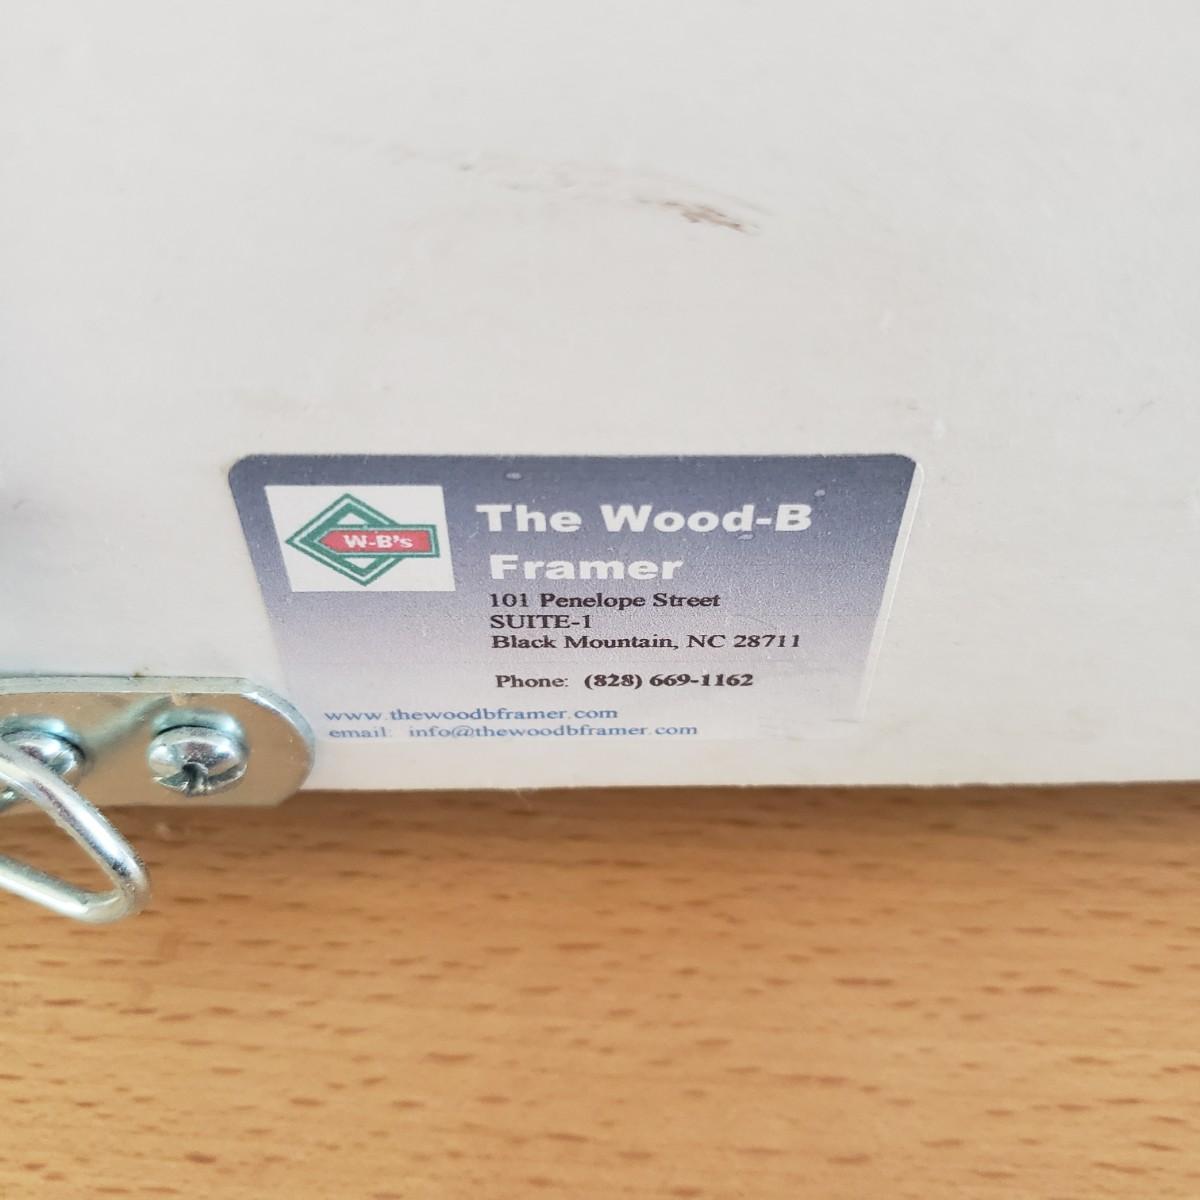 W-B's
The Wood-B
Framer
101 Penelope Street
SUITE-1
Black Mountain, NC 28711
Phone: (828) 669-1162
www.thewoodbframer.com
email: info@thewoodbframer.com